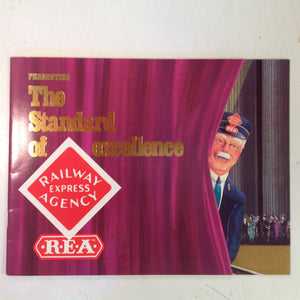 PRESENTING
The
Standard
of excellence
RAILWAY
EXPRESS
AGENCY
R·E·A